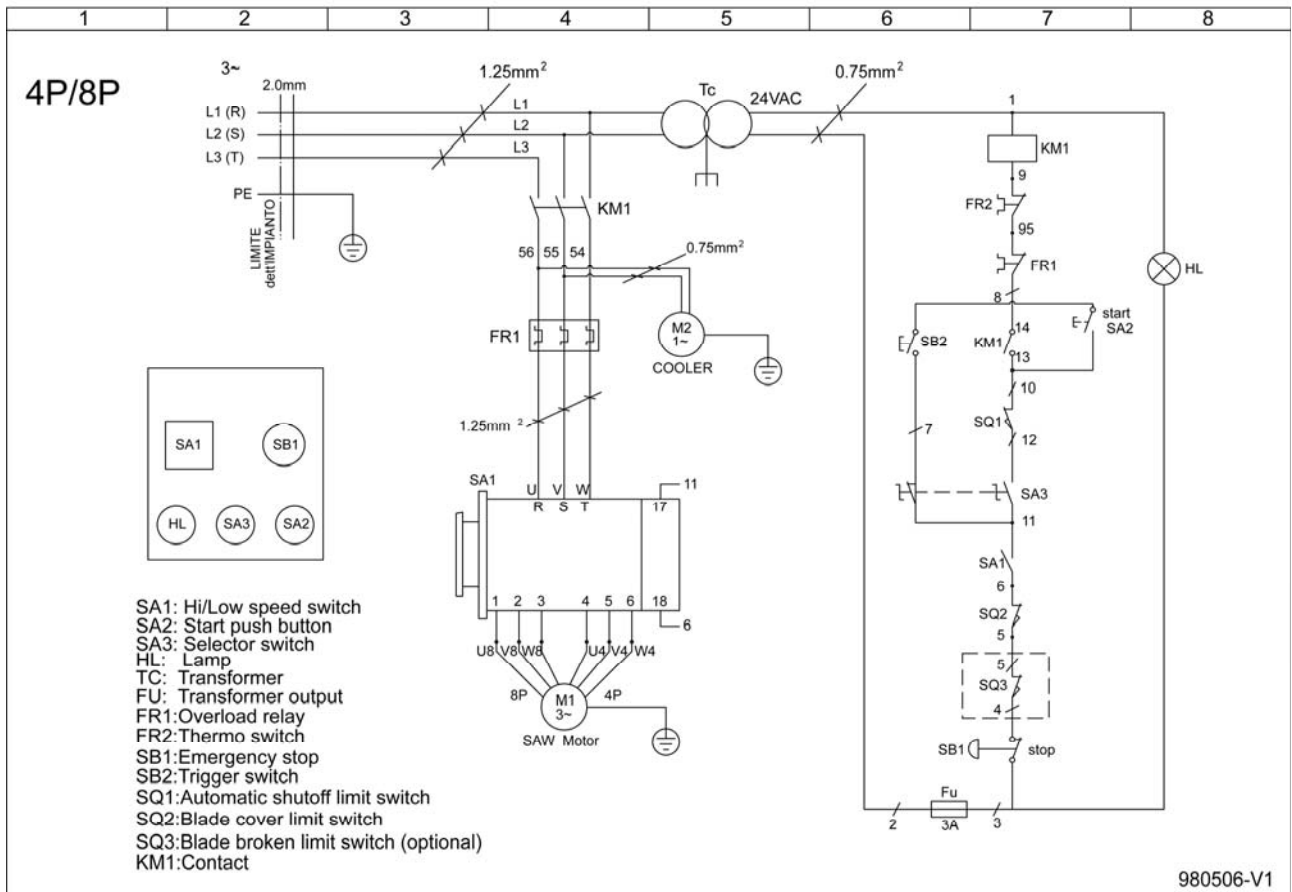 1 2 3 4 5 6 7 8
4P/8P
3~
2.0mm
1.25mm²
Tc
24VAC
0.75mm²
1
L1 (R)
L1
L2 (S)
L2
L3 (T)
L3
PE
LIMITE
dett'IMPIANTO
KM1
56 55 54
0.75mm²
FR1
M2
1~
COOLER
1.25mm ²
SA1
U V W
R S T
11
17
1 2 3 4 5 6 18
6
U8 V8 W8 U4 V4 W4
8P
4P
M1
3~
SAW Motor
KM1
9
FR2
95
FR1
8
HL
start
SA2
SB2
14
KM1
13
10
SQ1
12
7
SA3
11
SA1
6
SQ2
5
5
SQ3
4
SB1
stop
Fu
2
3A
3
SA1
SB1
HL
SA3
SA2
SA1: Hi/Low speed switch
SA2: Start push button
SA3: Selector switch
HL: Lamp
TC: Transformer
FU: Transformer output
FR1:Overload relay
FR2:Thermo switch
SB1:Emergency stop
SB2:Trigger switch
SQ1:Automatic shutoff limit switch
SQ2:Blade cover limit switch
SQ3:Blade broken limit switch (optional)
KM1:Contact
980506-V1